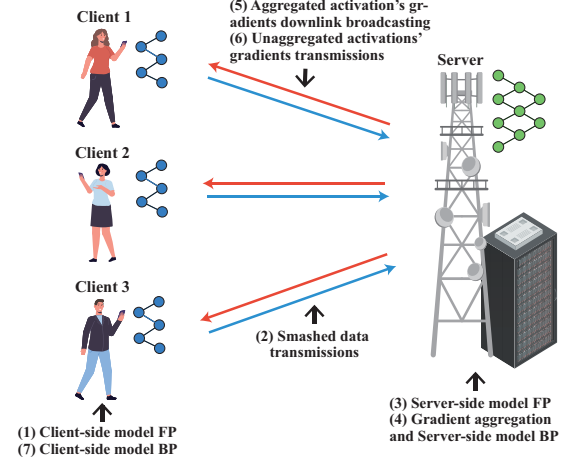 (5) Aggregated activation's gr-
adients downlink broadcasting
(6) Unaggregated activations'
gradients transmissions
Client 1
Server
Client 2
Client 3
(2) Smashed data
transmissions
(1) Client-side model FP
(7) Client-side model BP
(3) Server-side model FP
(4) Gradient aggregation
and Server-side model BP